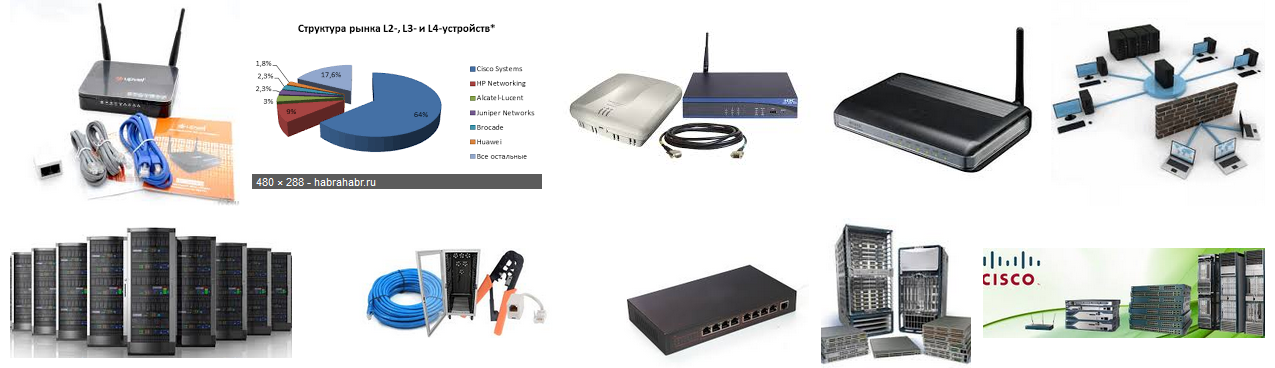 upvel
Структура рынка L2-, L3- и L4-устройств*
1,8%
2,3%
2,3%
3%
9%
17,6%
64%
Cisco Systems
HP Networking
Alcatel-Lucent
Juniper Networks
Brocade
Huawei
Все остальные
480 × 288 - habrahabr.ru
CISCO